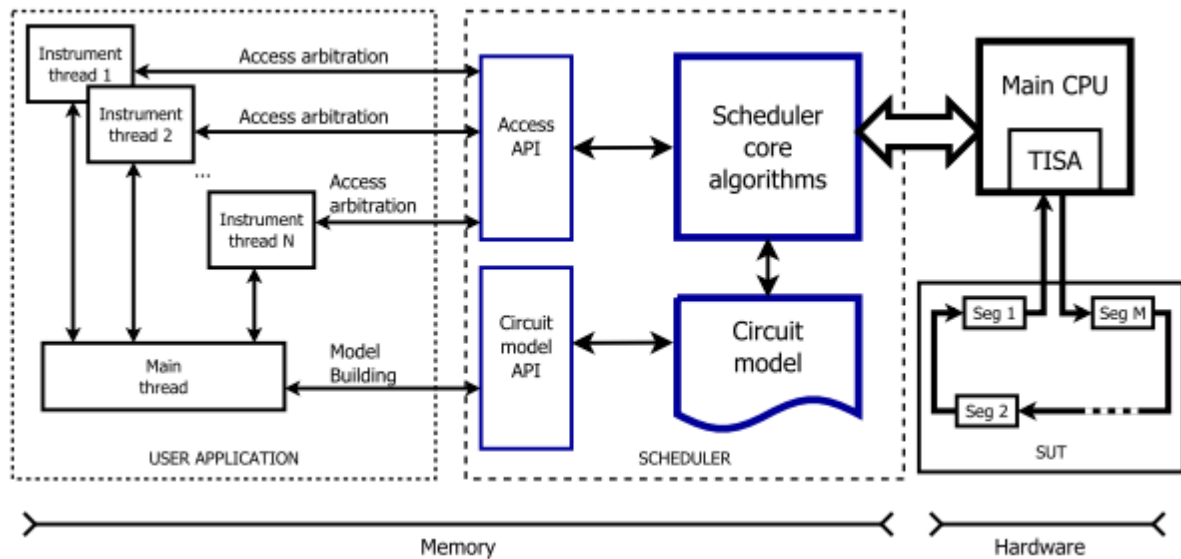 Instrument
thread 1
Access arbitration
Instrument
thread 2
Access arbitration
...
Instrument
thread N
Access
arbitration
Main
thread
Model
Building
USER APPLICATION
Access
API
Circuit
model
API
Scheduler
core
algorithms
Circuit
model
SCHEDULER
Main CPU
TISA
Seg 1
Seg M
Seg 2
SUT
Memory
Hardware